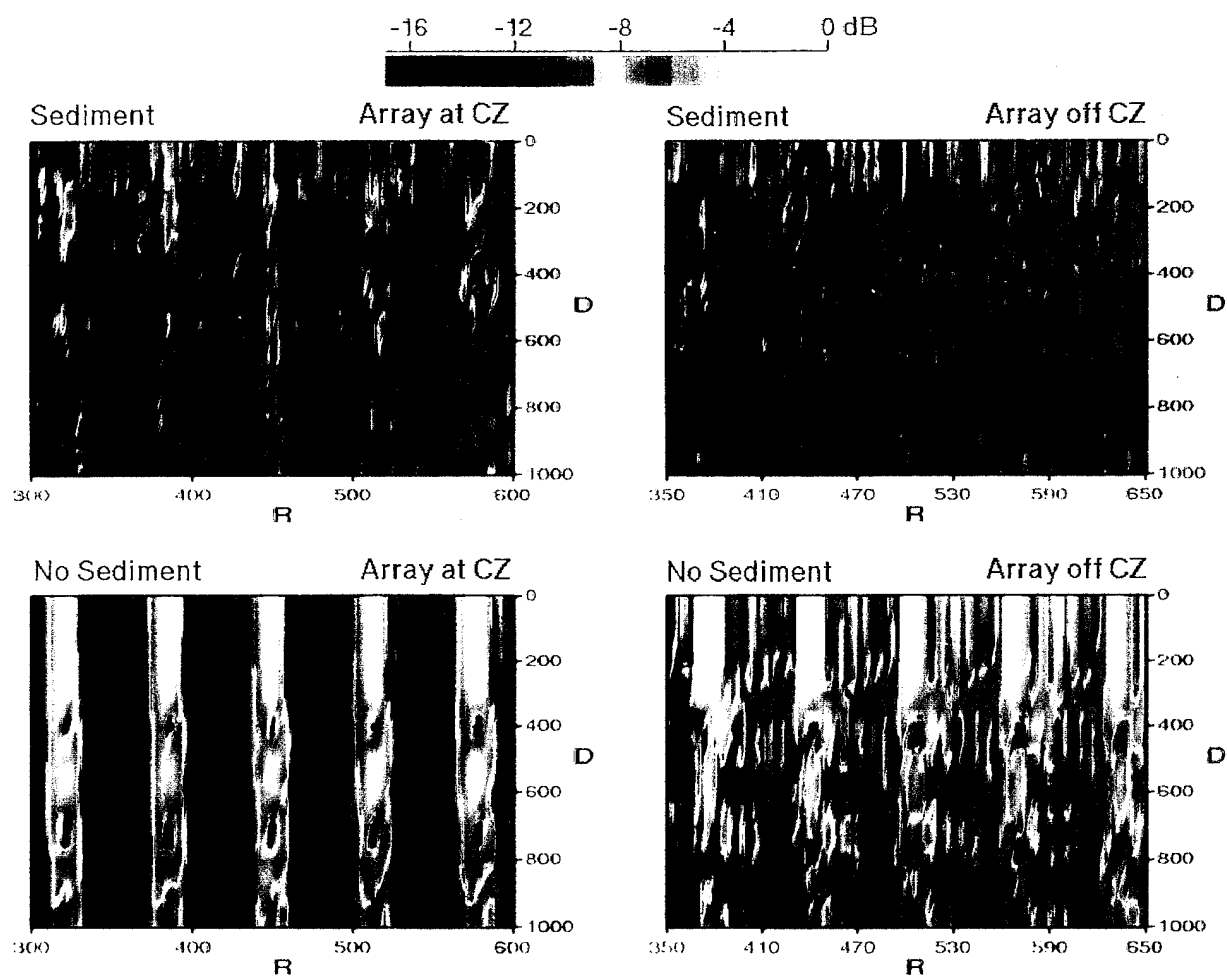 -16 -12 -8 -4 0 dB
Sediment Array at CZ
0
200
400
D
600
800
1000
300 400 500 600
R
Sediment Array off CZ
0
200
400
D
600
800
1000
350 410 470 530 590 650
R
No Sediment Array at CZ
0
200
400
D
600
800
1000
300 400 500 600
R
No Sediment Array off CZ
0
200
400
D
600
800
1000
350 410 470 530 590 650
R